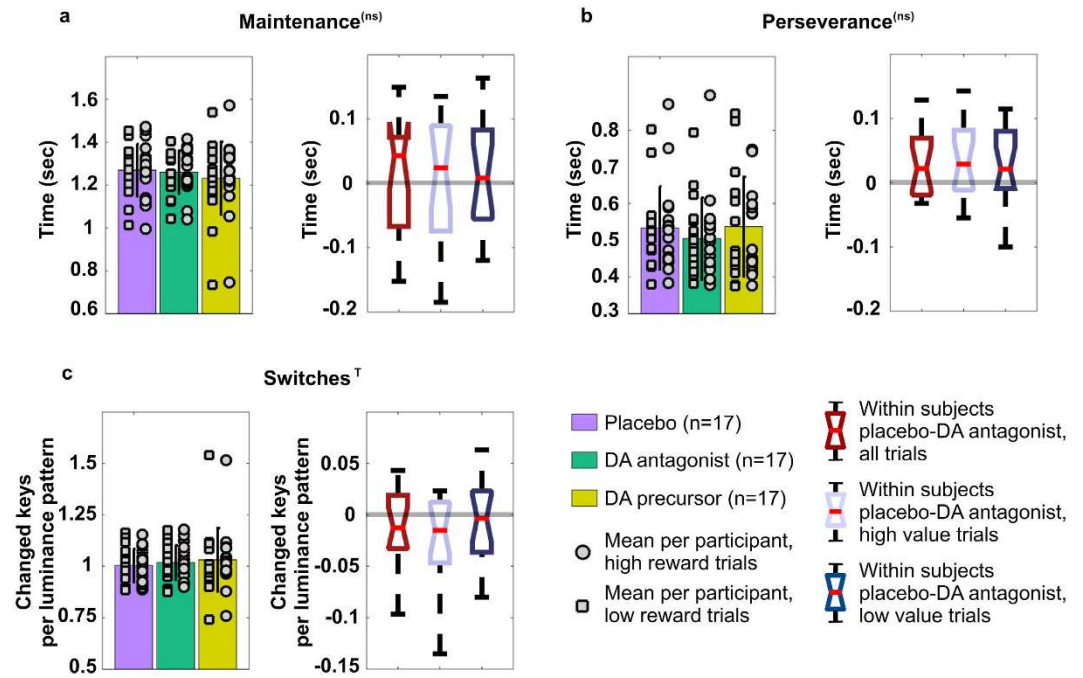 a
Maintenance(ns)
Time (sec)
1.6
1.4
1.2
1
0.8
0.6
Time (sec)
0.1
0
-0.1
-0.2
b
Perseverance(ns)
Time (sec)
0.8
0.7
0.6
0.5
0.4
0.3
Time (sec)
0.1
0
-0.1
-0.2
c
Switches T
Changed keys
per luminance pattern
1.5
1.25
1
0.75
0.5
Changed keys
per luminance pattern
0.05
0
-0.05
-0.1
-0.15
Placebo (n=17)
DA antagonist (n=17)
DA precursor (n=17)
Mean per participant,
high reward trials
Mean per participant,
low reward trials
Within subjects
placebo-DA antagonist,
all trials
Within subjects
placebo-DA antagonist,
high value trials
Within subjects
placebo-DA antagonist,
low value trials